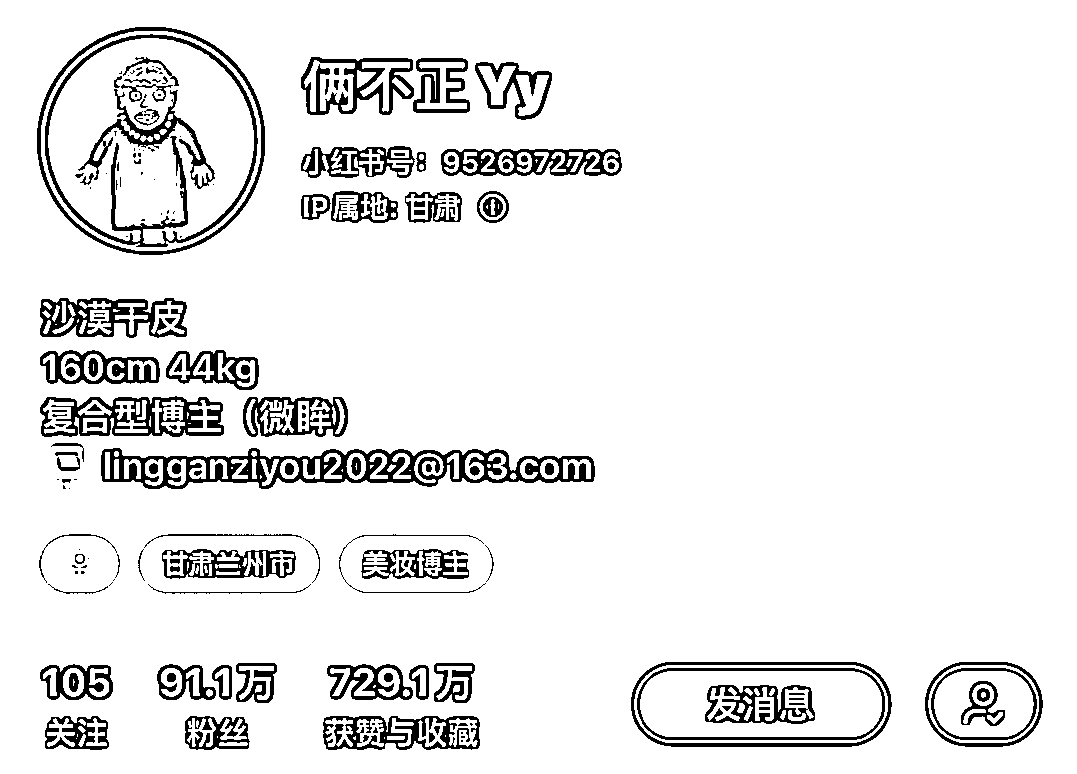 俩不正Yy
小红书号：9526972726
IP属地：甘肃
沙漠干皮
160cm 44kg
复合型博主（微眸）
lingganziyou2022@163.com
甘肃兰州市 美妆博主
105 91.1万 729.1万
关注 粉丝 获赞与收藏
发消息